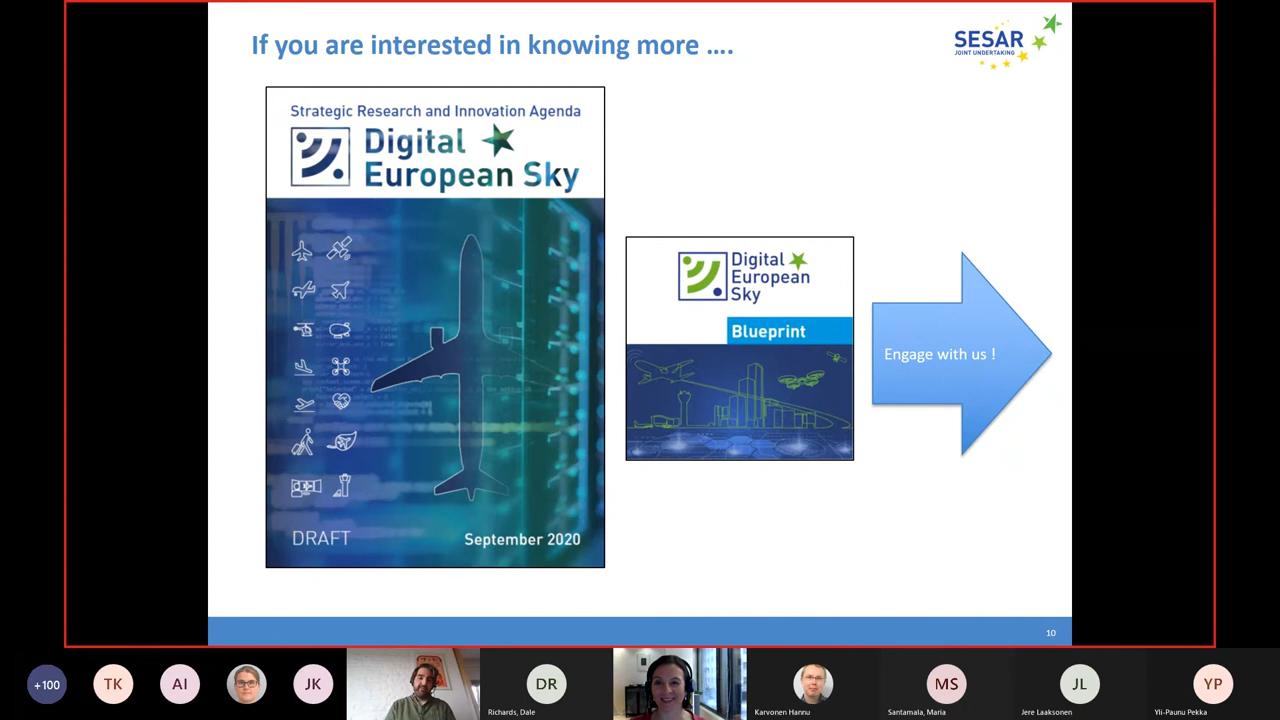 If you are interested in knowing more ....
SESAR
JOINT UNDERTAKING
Strategic Research and Innovation Agenda
Digital
European Sky
DRAFT
September 2020
Digital
European
Sky
Blueprint
Engage with us !
10
+100
TK
AI
JK
DR
Richards, Dale
Karvonen Hannu
MS
Santamala, Maria
JL
Jere Laaksonen
YP
Yli-Paunu Pekka